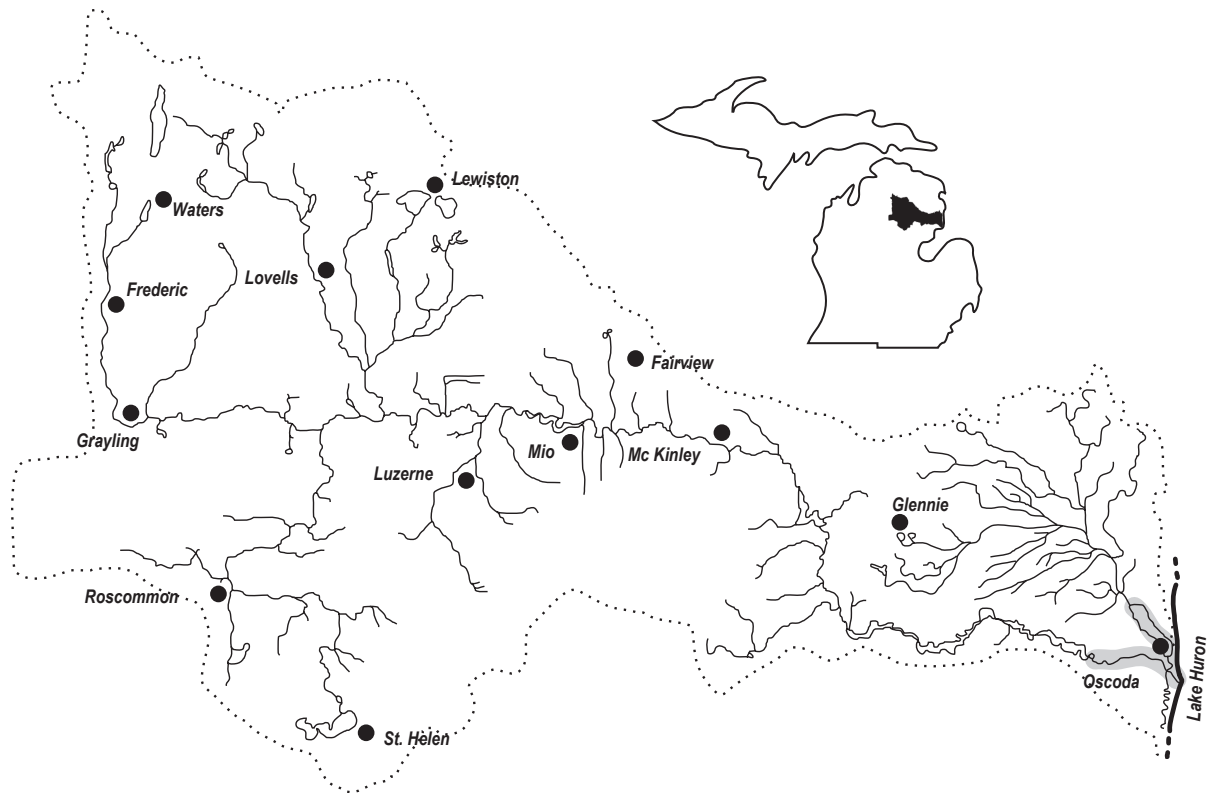 Lewiston
Waters
Lovells
Frederic
Fairview
Grayling
Mio
Mc Kinley
Luzerne
Glennie
Roscommon
Oscoda
Lake Huron
St. Helen